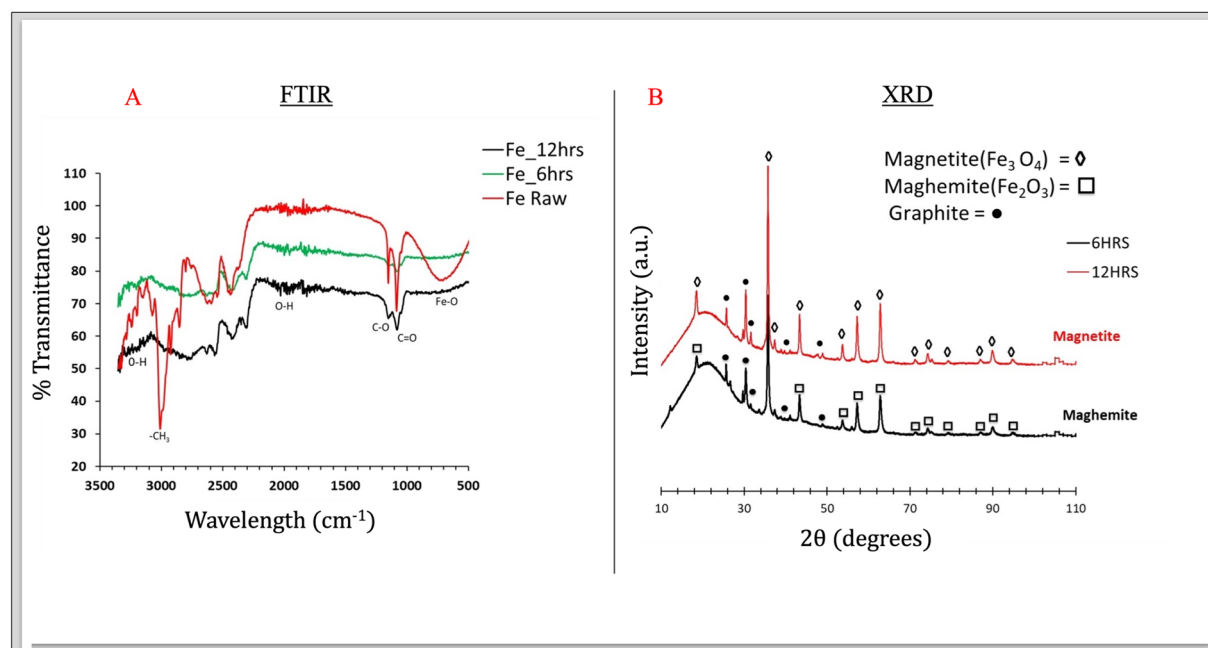 A
FTIR
Fe_12hrs
Fe_6hrs
Fe Raw
110
100
90
80
70
60
50
40
30
20
3500
3000
2500
2000
1500
1000
500
% Transmittance
Wavelength (cm⁻¹)
O-H
-CH₃
O-H
C-O
C=O
Fe-O
B
XRD
Magnetite(Fe₃ O₄) = ◊
Maghemite(Fe₂O₃) = □
Graphite = •
6HRS
12HRS
Magnetite
Maghemite
Intensity (a.u.)
10
30
50
70
90
110
2θ (degrees)